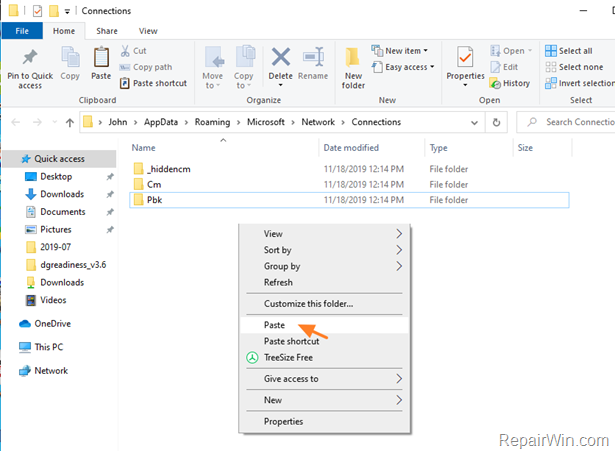 Connections
File Home Share View
Pin to Quick access
Copy
Paste
Cut
Copy path
Paste shortcut
Clipboard
Move to
Copy to
Delete
Rename
Organize
New folder
New item
Easy access
New
Properties
Open
Edit
History
Open
Select all
Select none
Invert selection
John > AppData > Roaming > Microsoft > Network > Connections
Search Connection
Name Date modified Type Size
_hiddencm 11/18/2019 12:14 PM File folder
Cm 11/18/2019 12:14 PM File folder
Pbk 11/18/2019 12:14 PM File folder
Quick access
Desktop
Downloads
Documents
Pictures
2019-07
dgreadiness_v3.6
Downloads
Videos
OneDrive
This PC
Network
View
Sort by
Group by
Refresh
Customize this folder...
Paste
Paste shortcut
TreeSize Free
Give access to
New
Properties
RepairWin.com